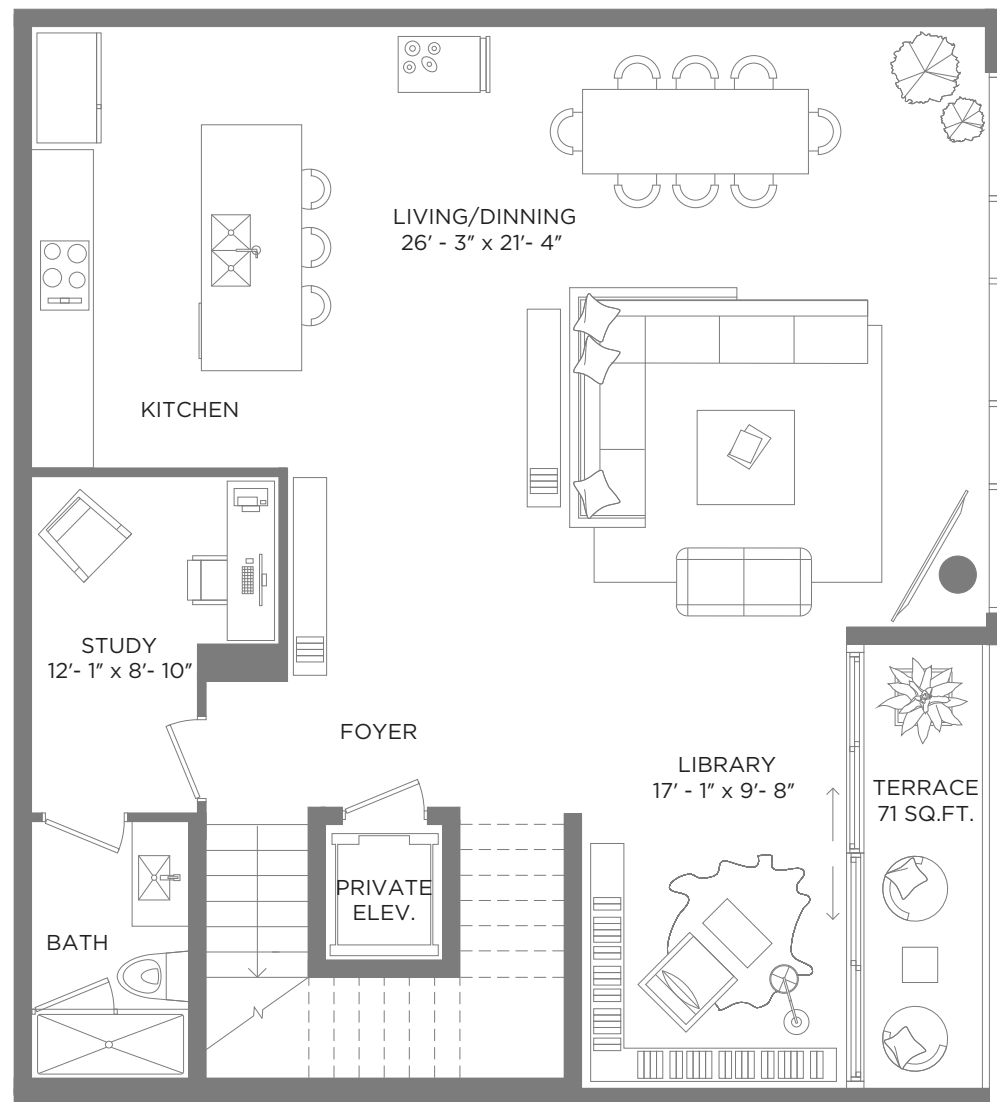 LIVING/DINNING
26' - 3" x 21'- 4"
KITCHEN
STUDY
12'- 1" x 8'- 10"
FOYER
LIBRARY
17' - 1" x 9'- 8"
TERRACE
71 SQ.FT.
PRIVATE
ELEV.
BATH